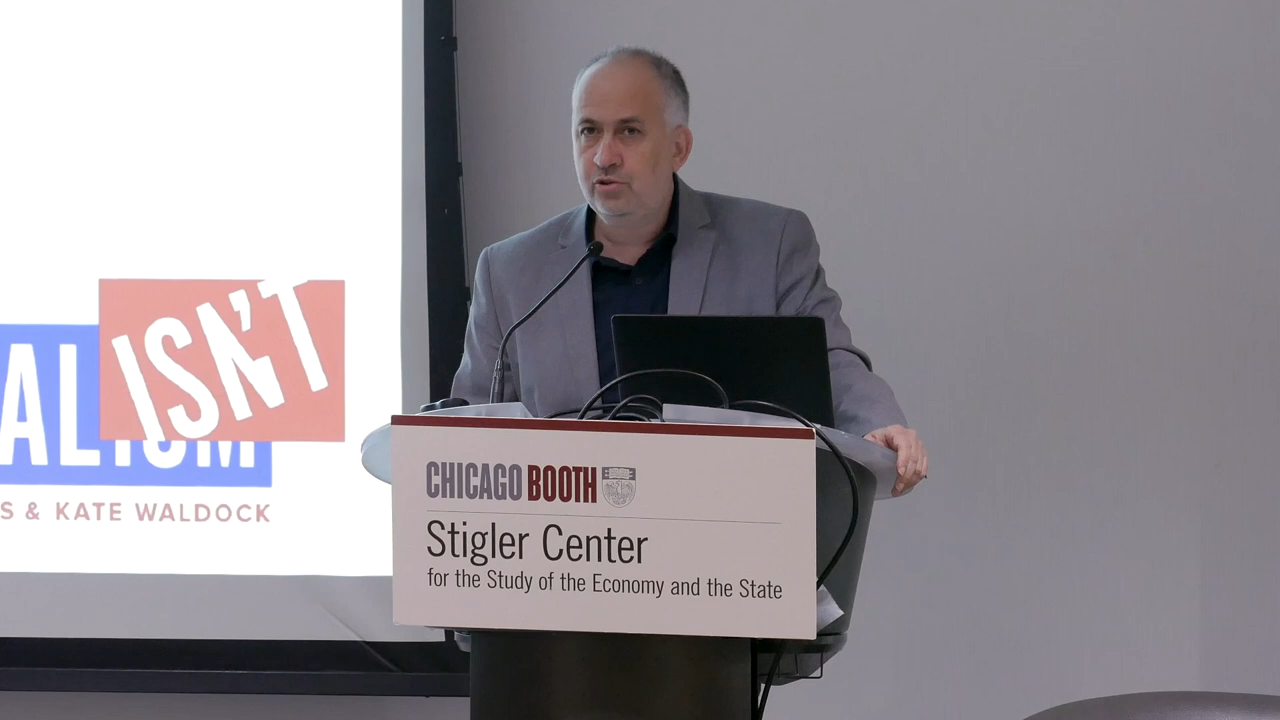 ISN'T
ALISM
S & KATE WALDOCK
CHICAGO BOOTH
Stigler Center
for the Study of the Economy and the State